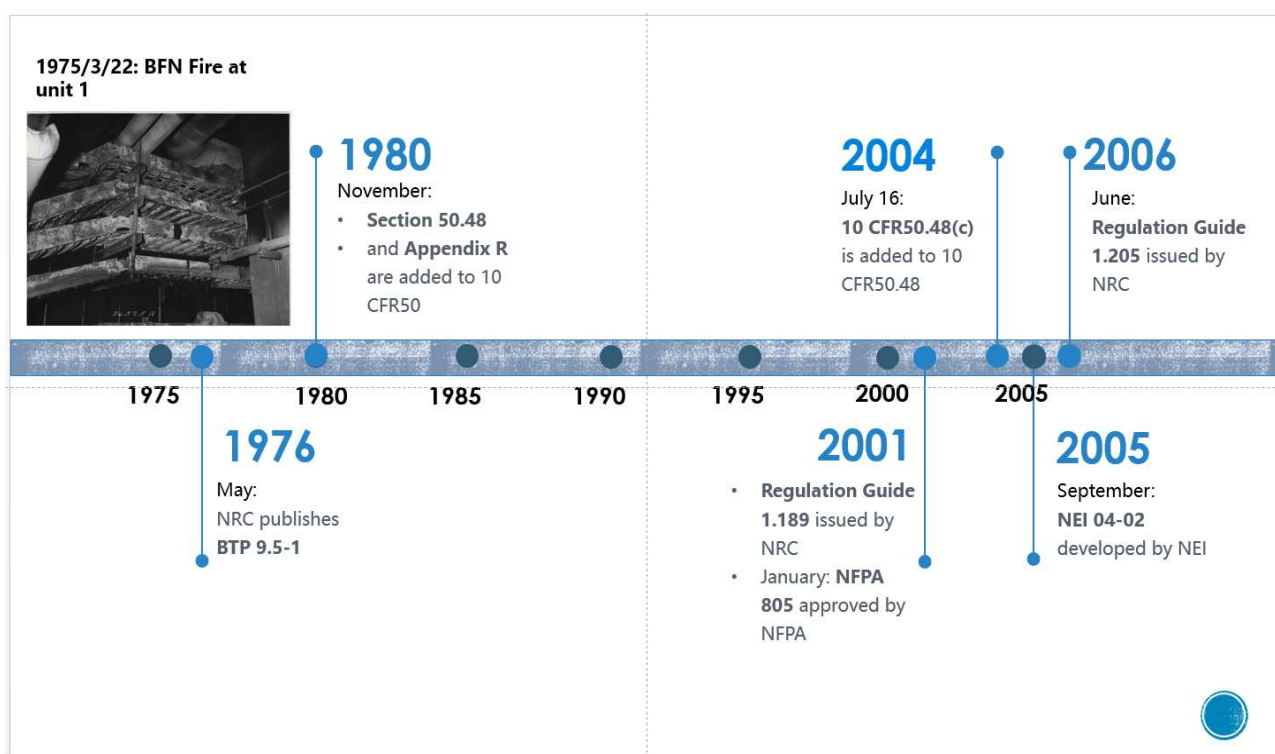 1975/3/22: BFN Fire at
unit 1
1980
November:
• Section 50.48
• and Appendix R
are added to 10
CFR50
2004
July 16:
10 CFR50.48(c)
is added to 10
CFR50.48
2006
June:
Regulation Guide
1.205 issued by
NRC
1975
1980
1985
1990
1995
2000
2005
1976
May:
NRC publishes
BTP 9.5-1
2001
• Regulation Guide
1.189 issued by
NRC
• January: NFPA
805 approved by
NFPA
2005
September:
NEI 04-02
developed by NEI